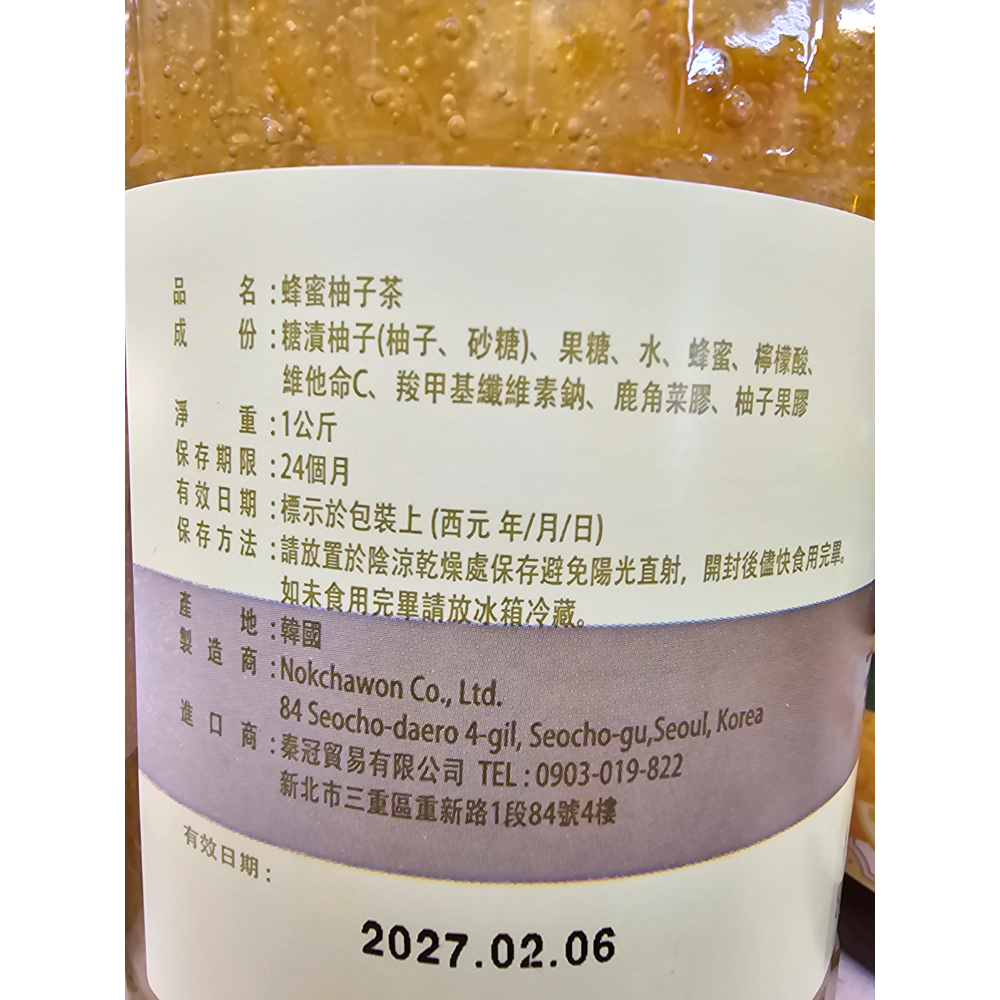 品名:蜂蜜柚子茶
成份:糖漬柚子(柚子、砂糖)、果糖、水、蜂蜜、檸檬酸、
維他命C、羧甲基纖維素鈉、鹿角菜膠、柚子果膠
淨重:1公斤
保存期限:24個月
有效日期:標示於包裝上 (西元 年/月/日)
保存方法:請放置於陰涼乾燥處保存避免陽光直射，開封後儘快食用完畢。
如未食用完畢請放冰箱冷藏。
產地:韓國
製造商:Nokchawon Co., Ltd.
84 Seocho-daero 4-gil, Seocho-gu,Seoul, Korea
進口商:秦冠貿易有限公司 TEL:0903-019-822
新北市三重區重新路1段84號4樓
有效日期:
2027.02.06